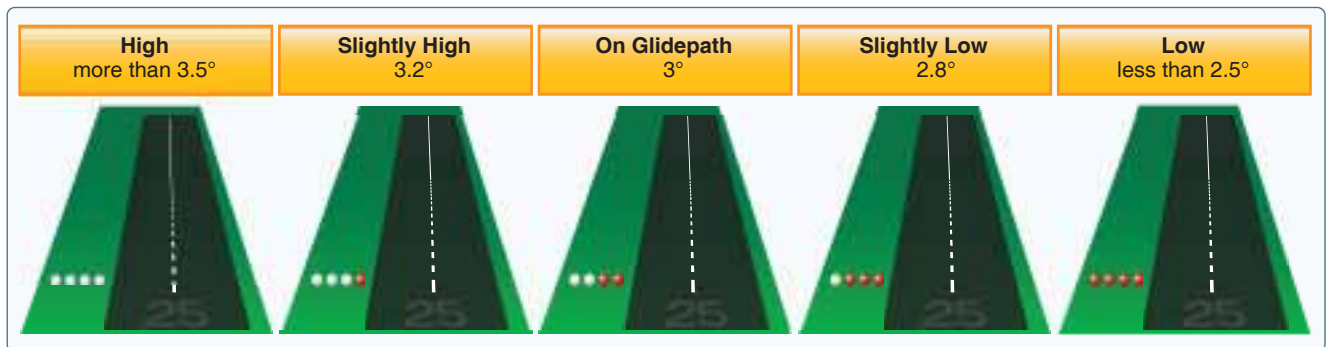 High
more than 3.5°
Slightly High
3.2°
On Glidepath
3°
Slightly Low
2.8°
Low
less than 2.5°
25
25
25
25
25